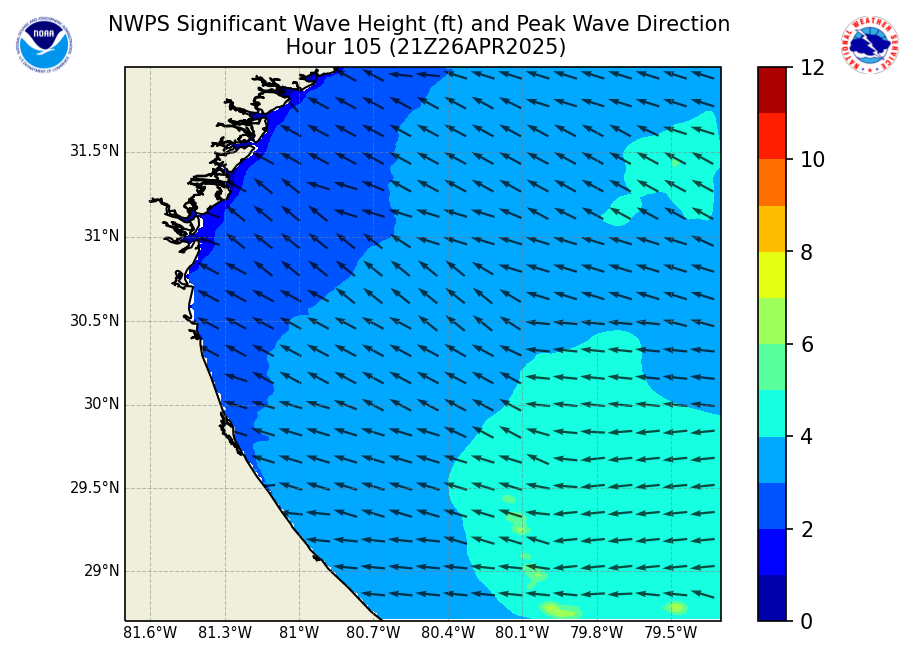 NWPS Significant Wave Height (ft) and Peak Wave Direction
Hour 105 (21Z26APR2025)
NOAA
NATIONAL WEATHER SERVICE
31.5°N
31°N
30.5°N
30°N
29.5°N
29°N
81.6°W 81.3°W 81°W 80.7°W 80.4°W 80.1°W 79.8°W 79.5°W
12
10
8
6
4
2
0